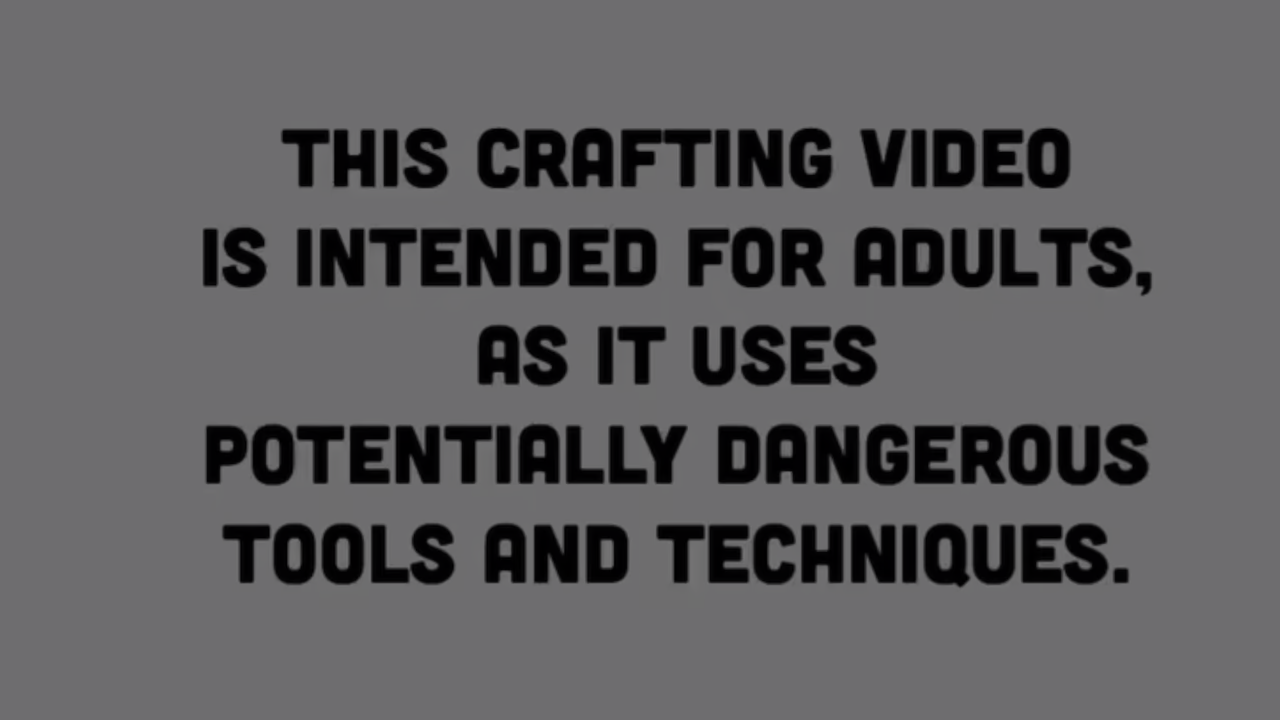 THIS CRAFTING VIDEO
IS INTENDED FOR ADULTS,
AS IT USES
POTENTIALLY DANGEROUS
TOOLS AND TECHNIQUES.